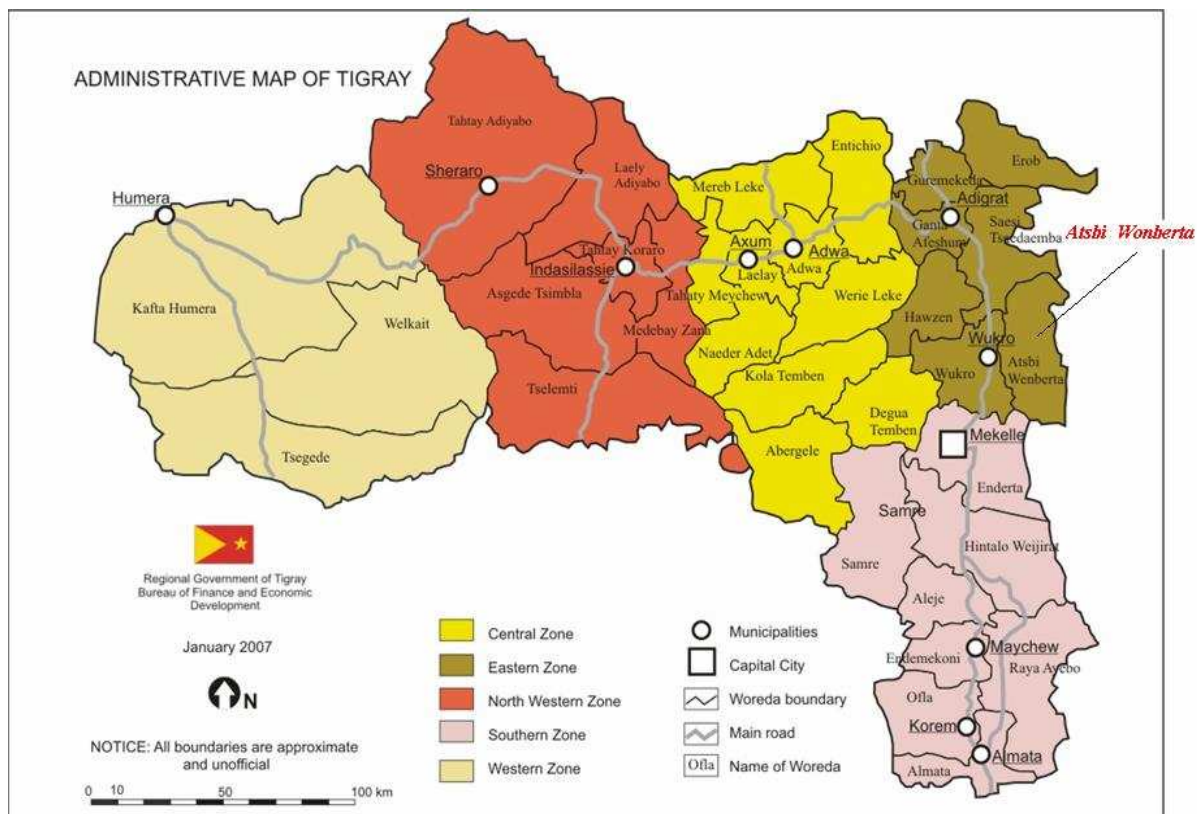 ADMINISTRATIVE MAP OF TIGRAY
Tahtay Adiyabo
Entichio
Laely
Adiyabo
Erob
Guremekeda
Sheraro
Mereb Leke
Humera
Adigrat
Ganta
Afeshum
Saesi
Tseedaemba
Atsbi Wonberta
Axum
Adwa
Tahtay Koraro
Indasilassie
Laelay
Adwa
Asgede Tsimbla
Tahaty Meychew
Werie Leke
Kafta Humera
Welkait
Hawzen
Medebay Zana
Wukro
Naeder Adet
Atsbi
Wenberta
Wukro
Kola Temben
Tselemti
Degua
Temben
Mekelle
Abergele
Tsegede
Enderta
Samre
Hintalo Weijirat
Samre
Aleje
Maychew
Endemekoni
Raya Ayebo
Ofla
Korem
Almata
Almata
Regional Government of Tigray
Bureau of Finance and Economic
Development
January 2007
N
NOTICE: All boundaries are approximate
and unofficial
0 10 50 100 km
Central Zone
Eastern Zone
North Western Zone
Southern Zone
Western Zone
Municipalities
Capital City
Woreda boundary
Main road
Ofla Name of Woreda